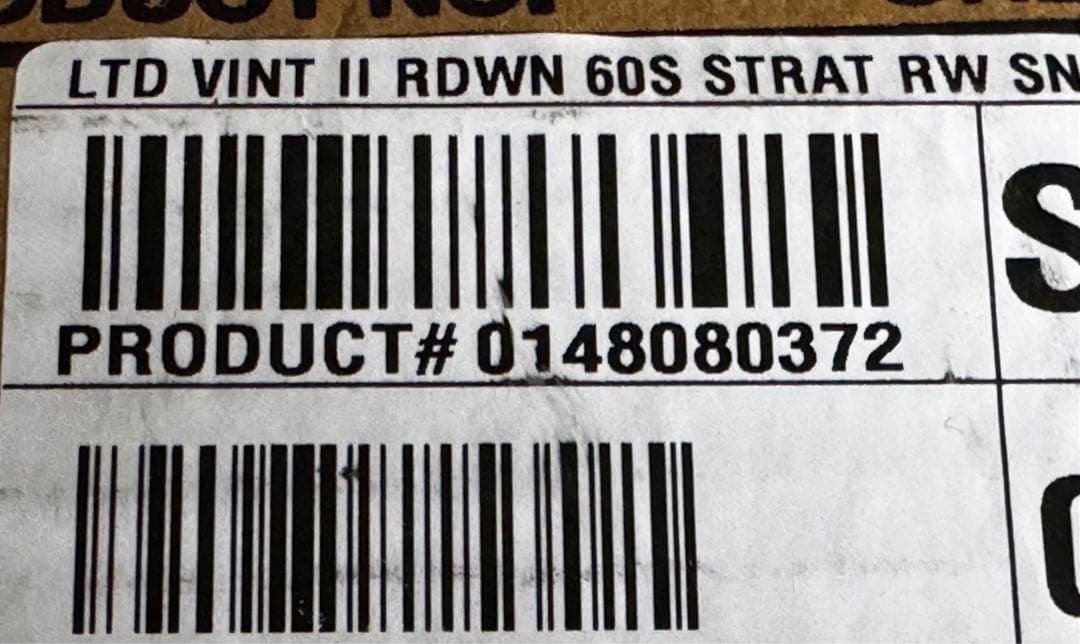 LTD VINT II RDWN 60S STRAT RW SN
PRODUCT# 0148080372